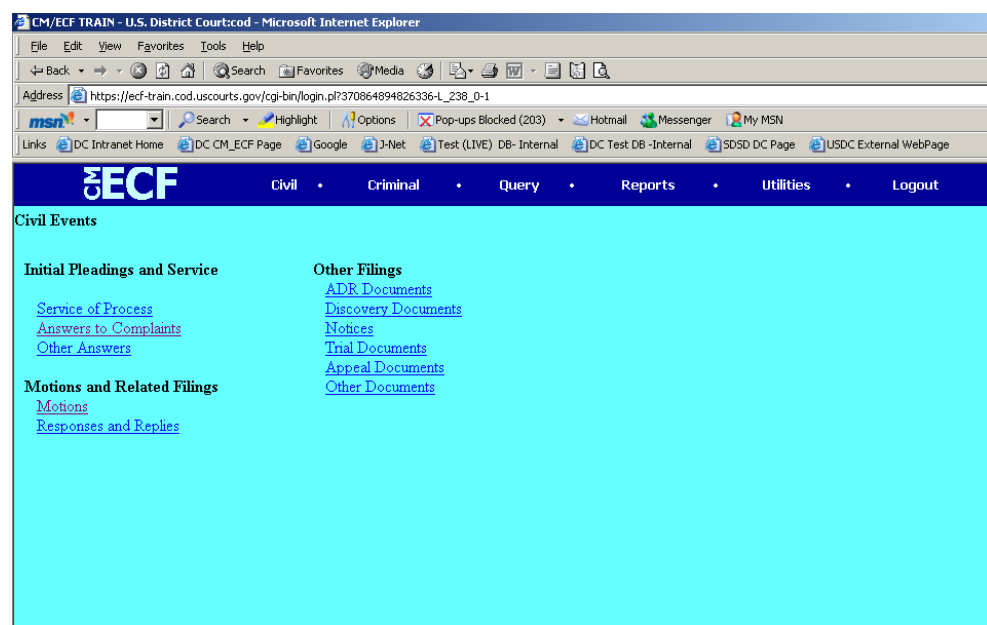 CM/ECF TRAIN - U.S. District Court:cod - Microsoft Internet Explorer
File Edit View Favorites Tools Help
Back Search Favorites Media
Address https://ecf-train.cod.uscourts.gov/cgi-bin/login.pl?370864894826336-L_238_0-1
msn Search Highlight Options Pop-ups Blocked (203) Hotmail Messenger My MSN
Links DC Intranet Home DC CM_ECF Page Google J-Net Test (LIVE) DB- Internal DC Test DB -Internal SDSD DC Page USDC External WebPage
CM ECF Civil • Criminal • Query • Reports • Utilities • Logout
Civil Events
Initial Pleadings and Service
Service of Process
Answers to Complaints
Other Answers
Motions and Related Filings
Motions
Responses and Replies
Other Filings
ADR Documents
Discovery Documents
Notices
Trial Documents
Appeal Documents
Other Documents